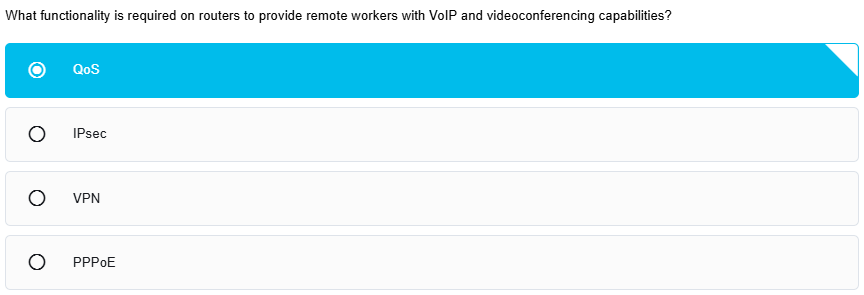 What functionality is required on routers to provide remote workers with VoIP and videoconferencing capabilities?
QoS
IPsec
VPN
PPPoE